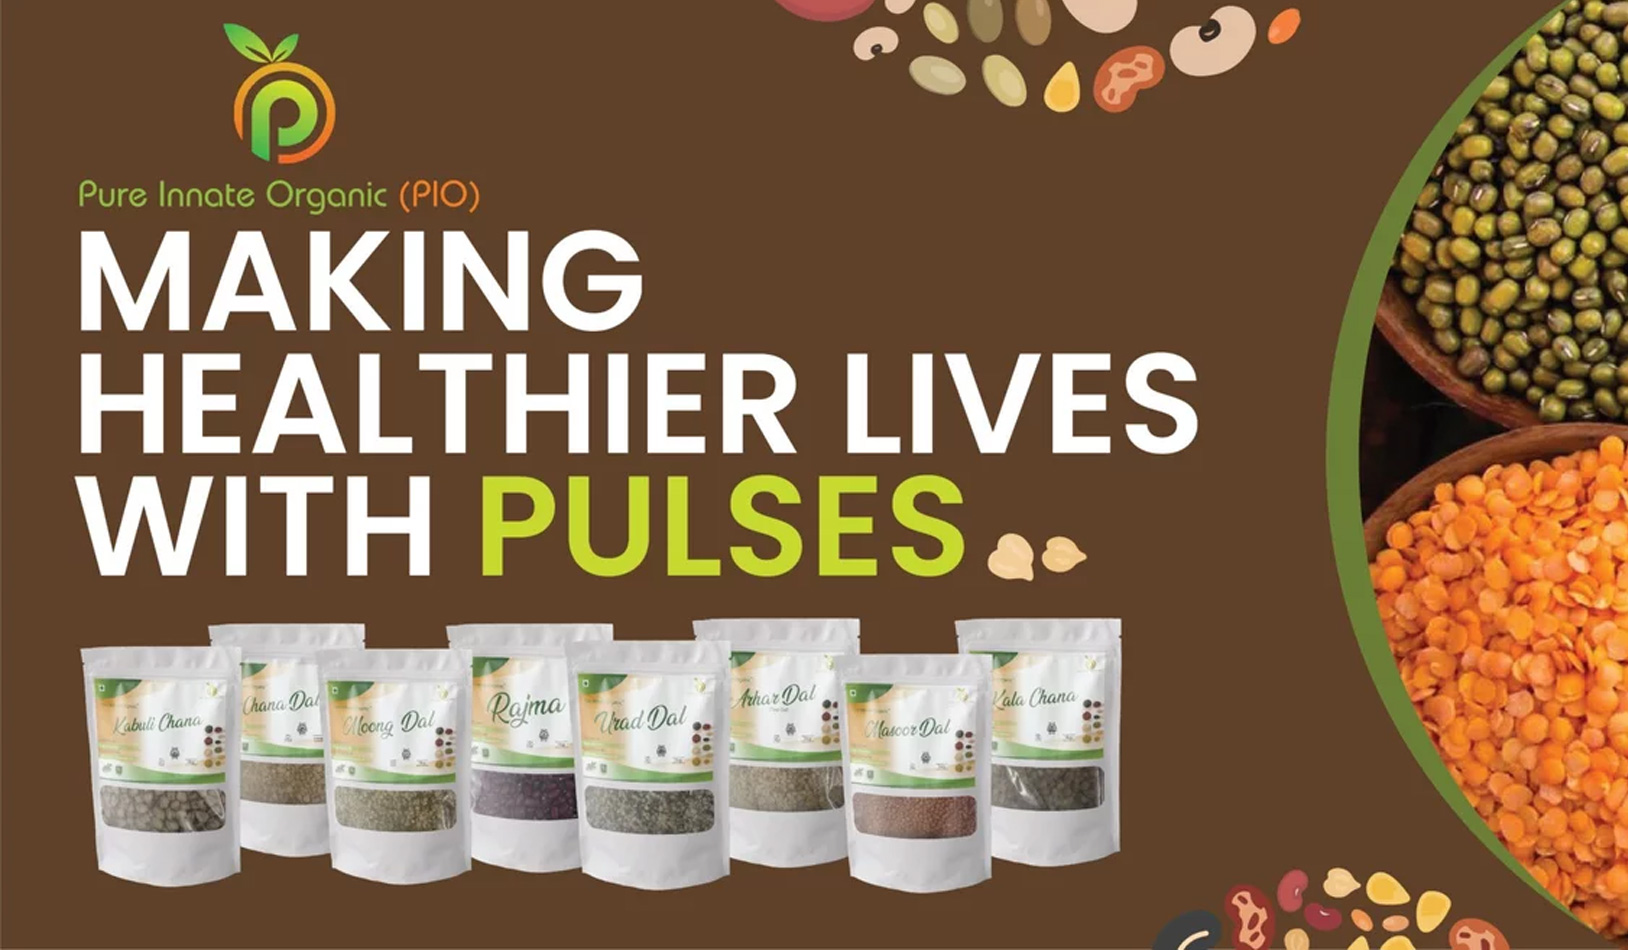 Pure Innate Organic (PIO)
MAKING
HEALTHIER LIVES
WITH PULSES
Kabuli Chana
Chana Dal
Moong Dal
Rajma
Urad Dal
Arhar Dal
Masoor Dal
Kala Chana